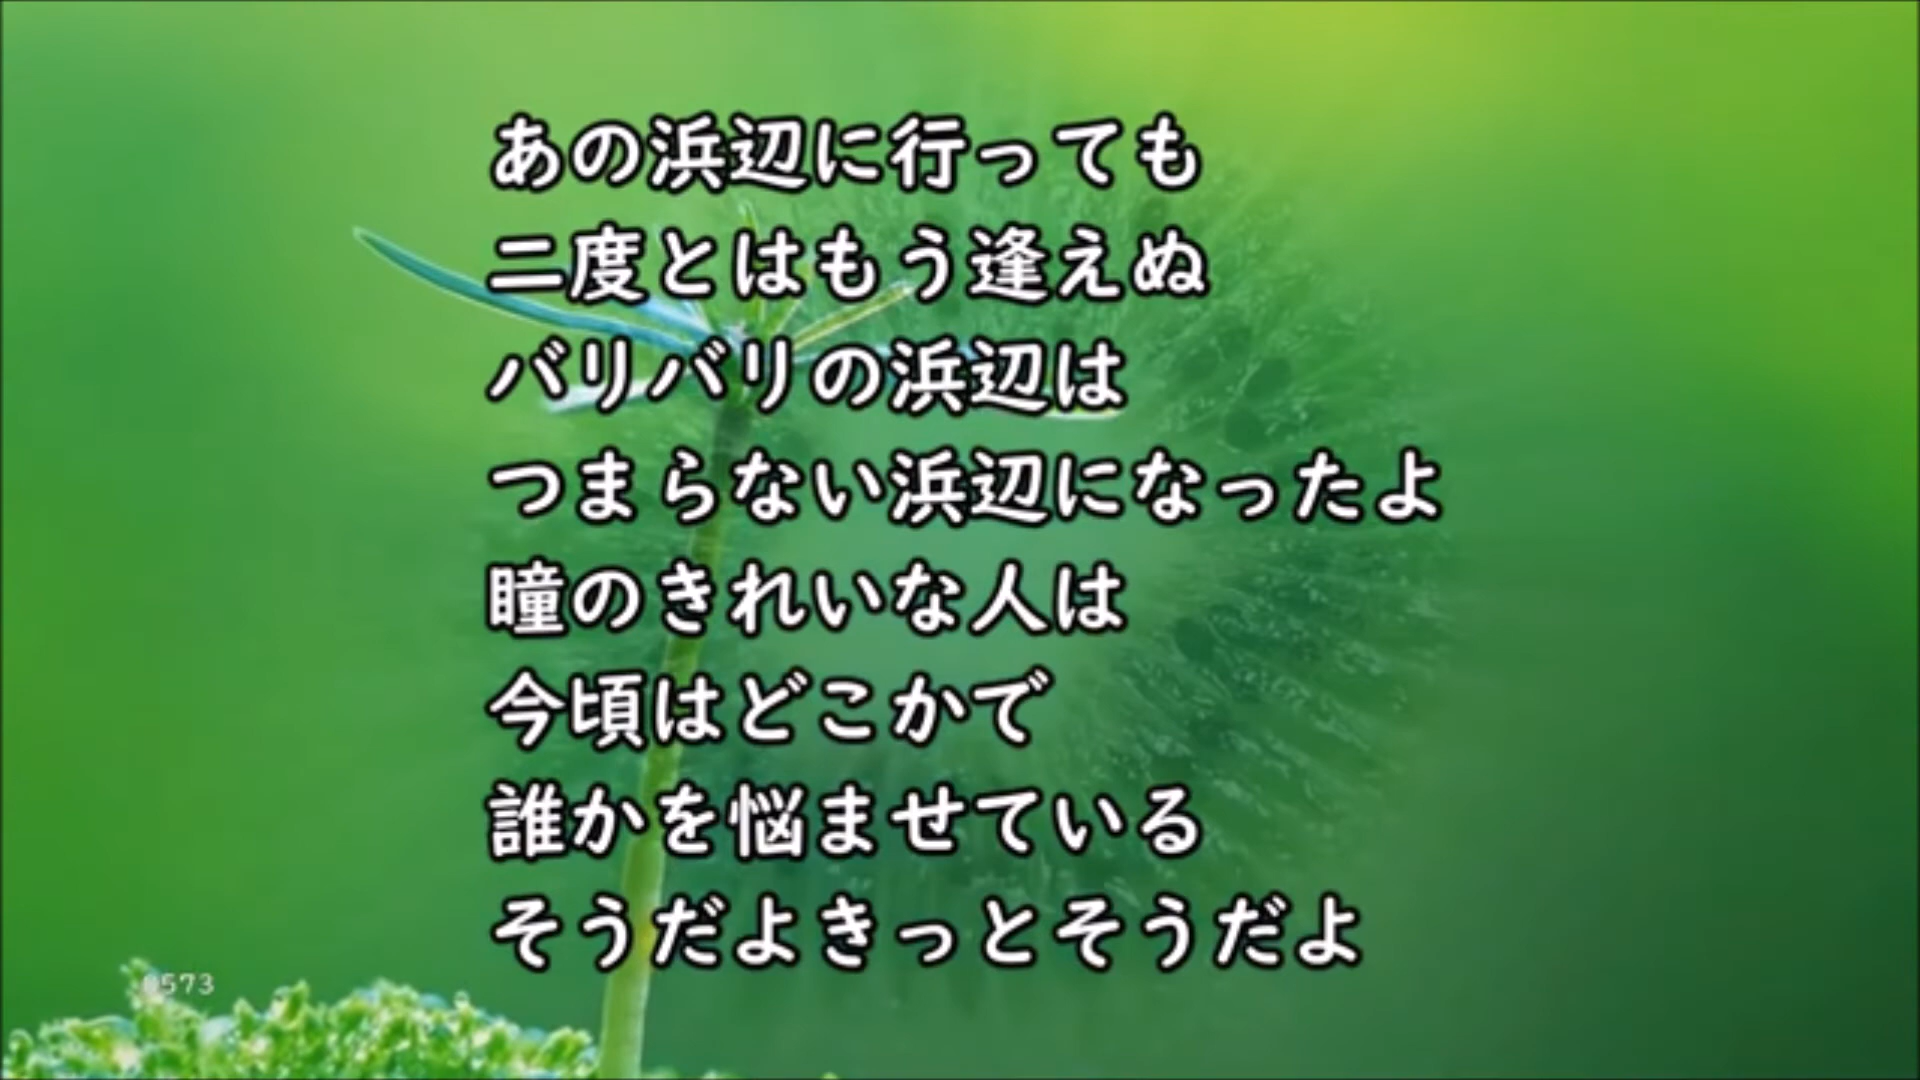 あの浜辺に行っても
二度とはもう逢えぬ
バリバリの浜辺は
つまらない浜辺になったよ
瞳のきれいな人は
今頃はどこかで
誰かを悩ませている
そうだよきっとそうだよ
0573